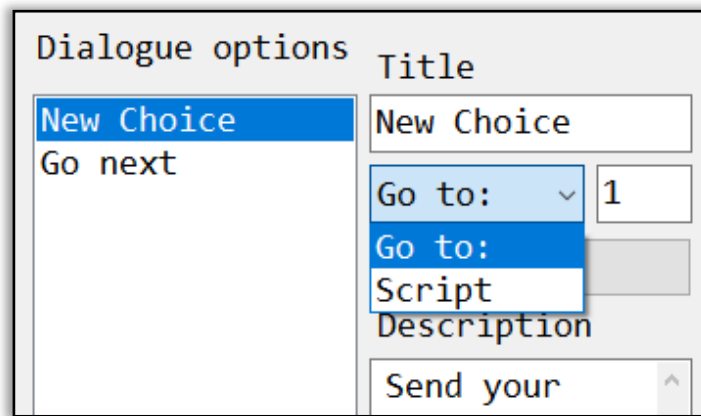 Dialogue options
New Choice
Go next
Title
New Choice
Go to:
1
Go to:
Script
Description
Send your